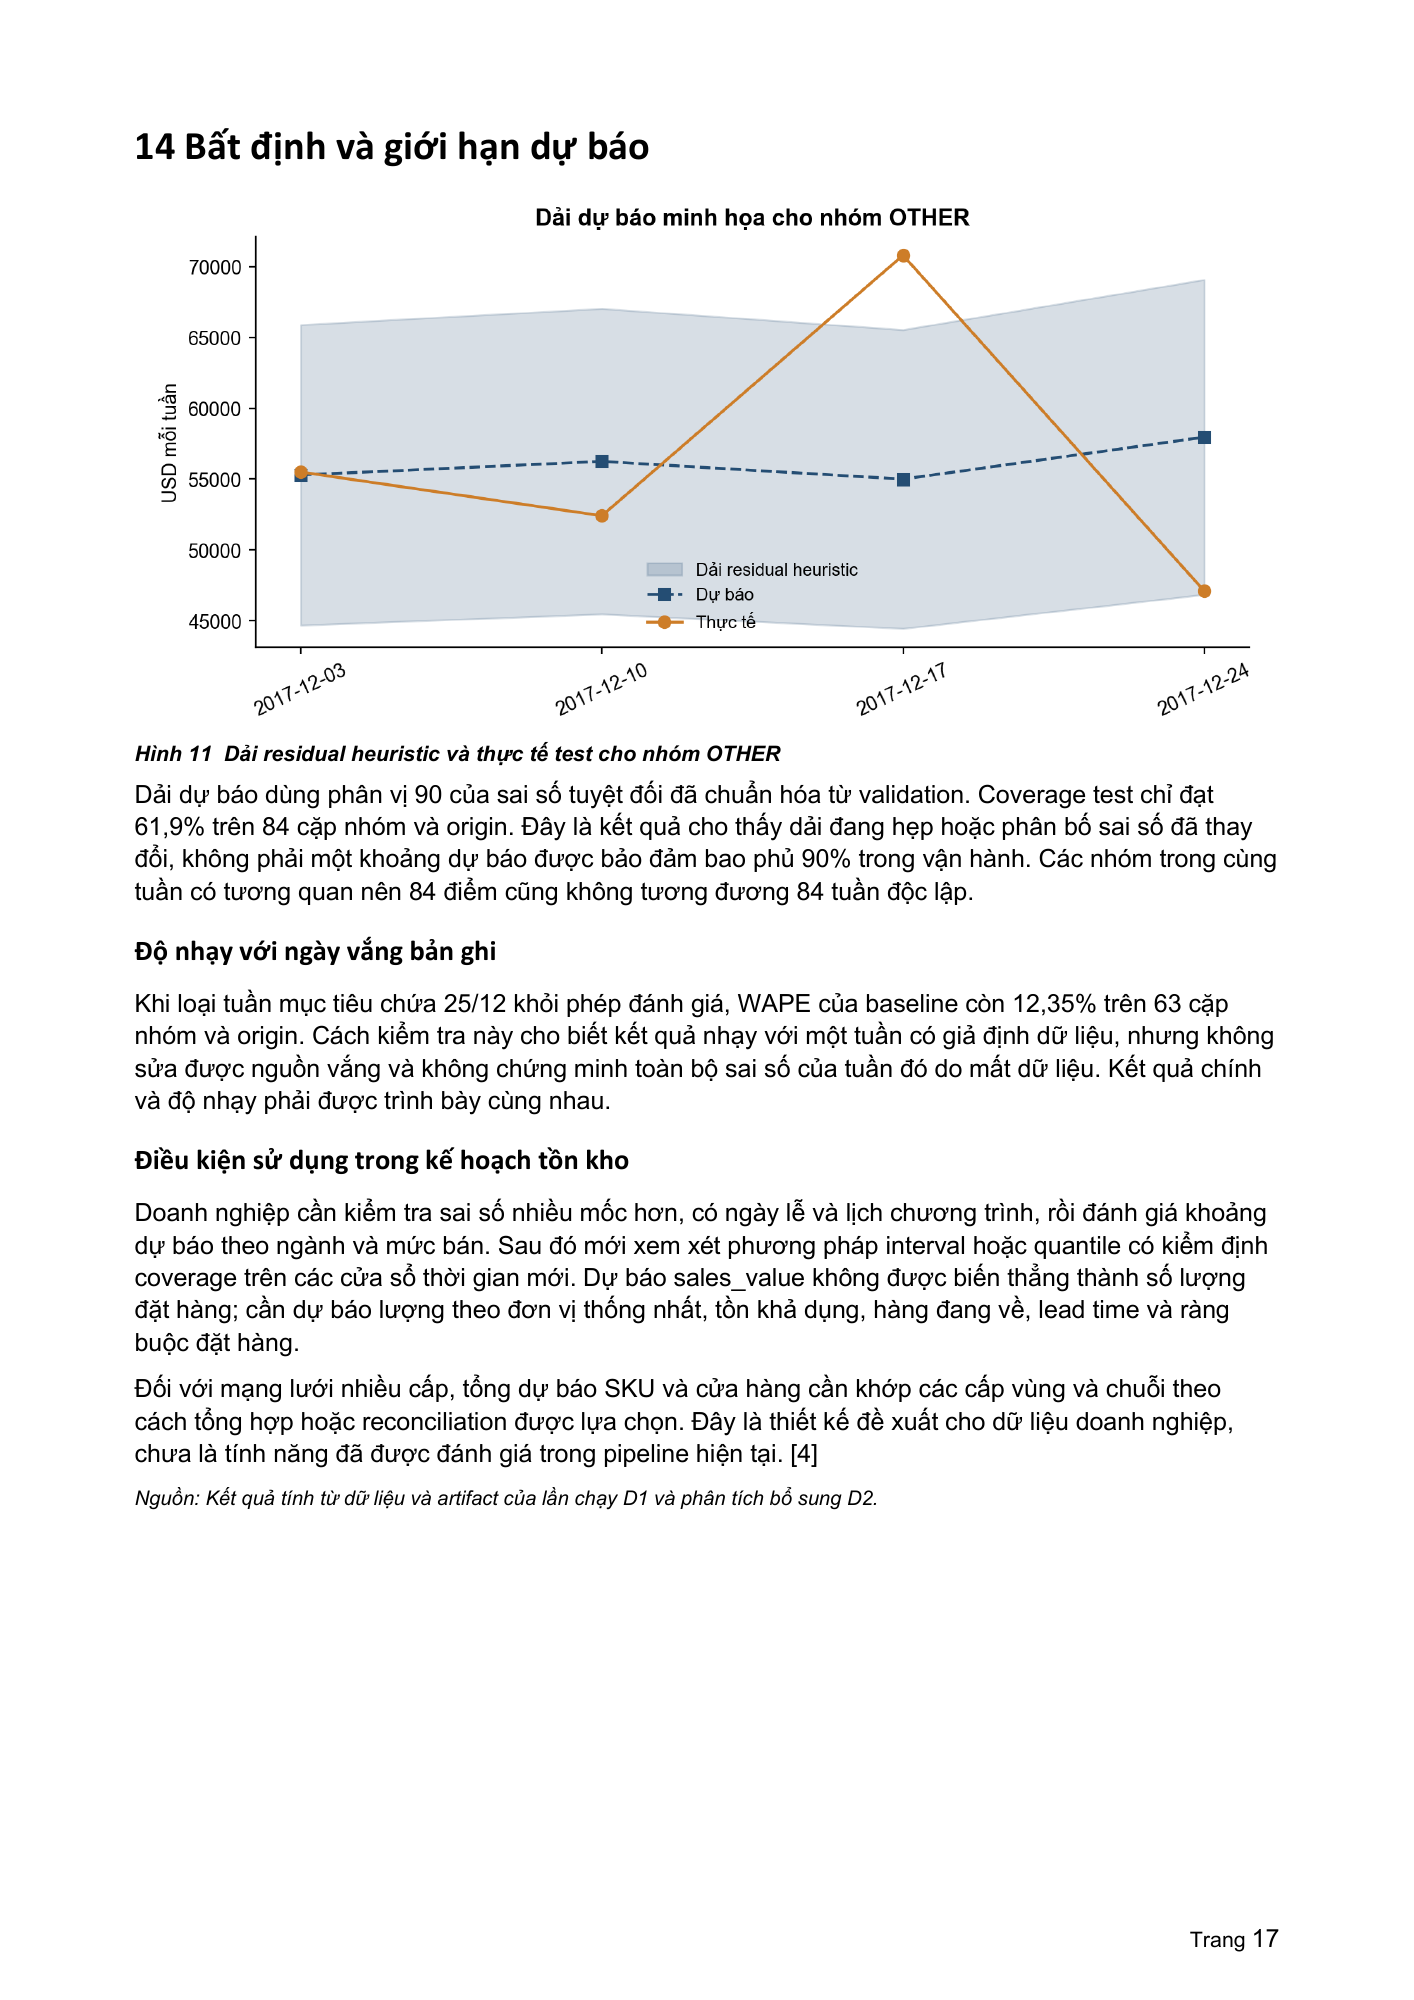 14 Bất định và giới hạn dự báo
Dải dự báo minh họa cho nhóm OTHER
USD mỗi tuần
70000
65000
60000
55000
50000
45000
Dải residual heuristic
Dự báo
Thực tế
2017-12-03
2017-12-10
2017-12-17
2017-12-24
Hình 11  Dải residual heuristic và thực tế test cho nhóm OTHER
Dải dự báo dùng phân vị 90 của sai số tuyệt đối đã chuẩn hóa từ validation. Coverage test chỉ đạt
61,9% trên 84 cặp nhóm và origin. Đây là kết quả cho thấy dải đang hẹp hoặc phân bố sai số đã thay
đổi, không phải một khoảng dự báo được bảo đảm bao phủ 90% trong vận hành. Các nhóm trong cùng
tuần có tương quan nên 84 điểm cũng không tương đương 84 tuần độc lập.
Độ nhạy với ngày vắng bản ghi
Khi loại tuần mục tiêu chứa 25/12 khỏi phép đánh giá, WAPE của baseline còn 12,35% trên 63 cặp
nhóm và origin. Cách kiểm tra này cho biết kết quả nhạy với một tuần có giả định dữ liệu, nhưng không
sửa được nguồn vắng và không chứng minh toàn bộ sai số của tuần đó do mất dữ liệu. Kết quả chính
và độ nhạy phải được trình bày cùng nhau.
Điều kiện sử dụng trong kế hoạch tồn kho
Doanh nghiệp cần kiểm tra sai số nhiều mốc hơn, có ngày lễ và lịch chương trình, rồi đánh giá khoảng
dự báo theo ngành và mức bán. Sau đó mới xem xét phương pháp interval hoặc quantile có kiểm định
coverage trên các cửa sổ thời gian mới. Dự báo sales_value không được biến thẳng thành số lượng
đặt hàng; cần dự báo lượng theo đơn vị thống nhất, tồn khả dụng, hàng đang về, lead time và ràng
buộc đặt hàng.
Đối với mạng lưới nhiều cấp, tổng dự báo SKU và cửa hàng cần khớp các cấp vùng và chuỗi theo
cách tổng hợp hoặc reconciliation được lựa chọn. Đây là thiết kế đề xuất cho dữ liệu doanh nghiệp,
chưa là tính năng đã được đánh giá trong pipeline hiện tại. [4]
Nguồn: Kết quả tính từ dữ liệu và artifact của lần chạy D1 và phân tích bổ sung D2.
Trang 17